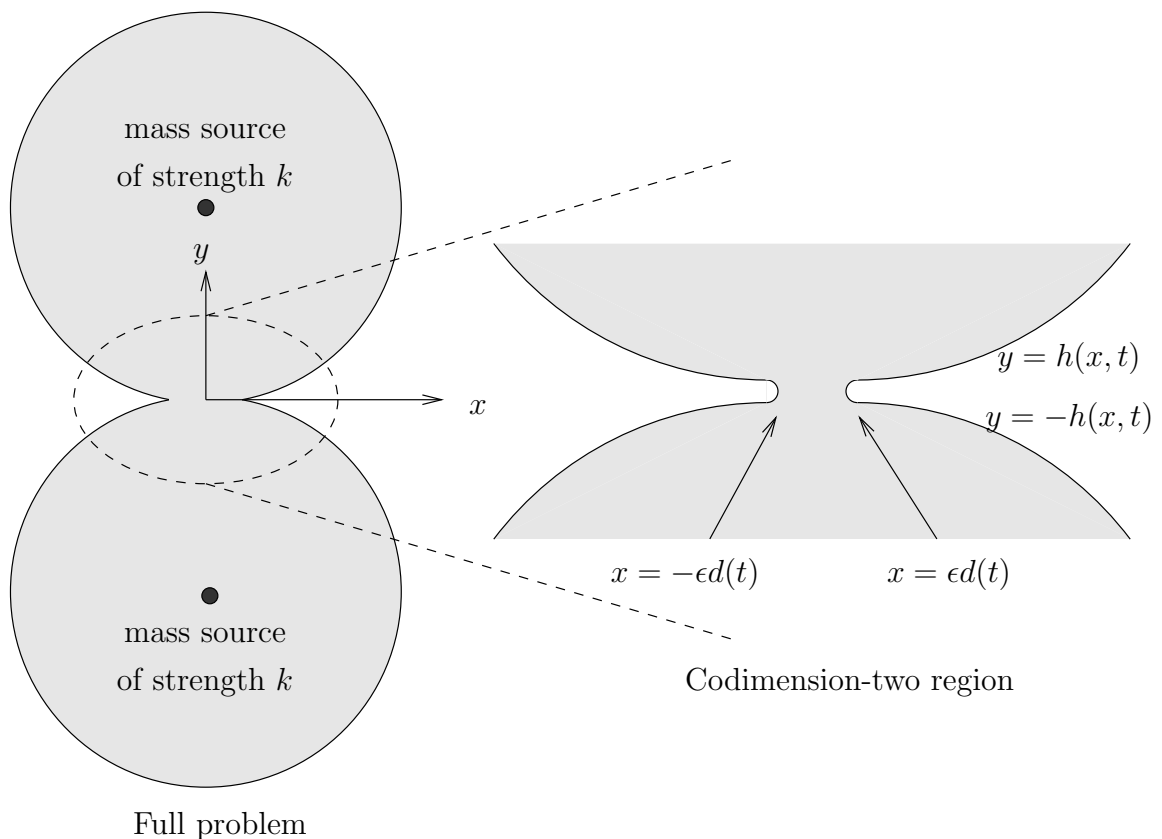 mass source
of strength k
y
x
mass source
of strength k
Full problem
y = h(x, t)
y = −h(x, t)
x = −ϵd(t)
x = ϵd(t)
Codimension-two region